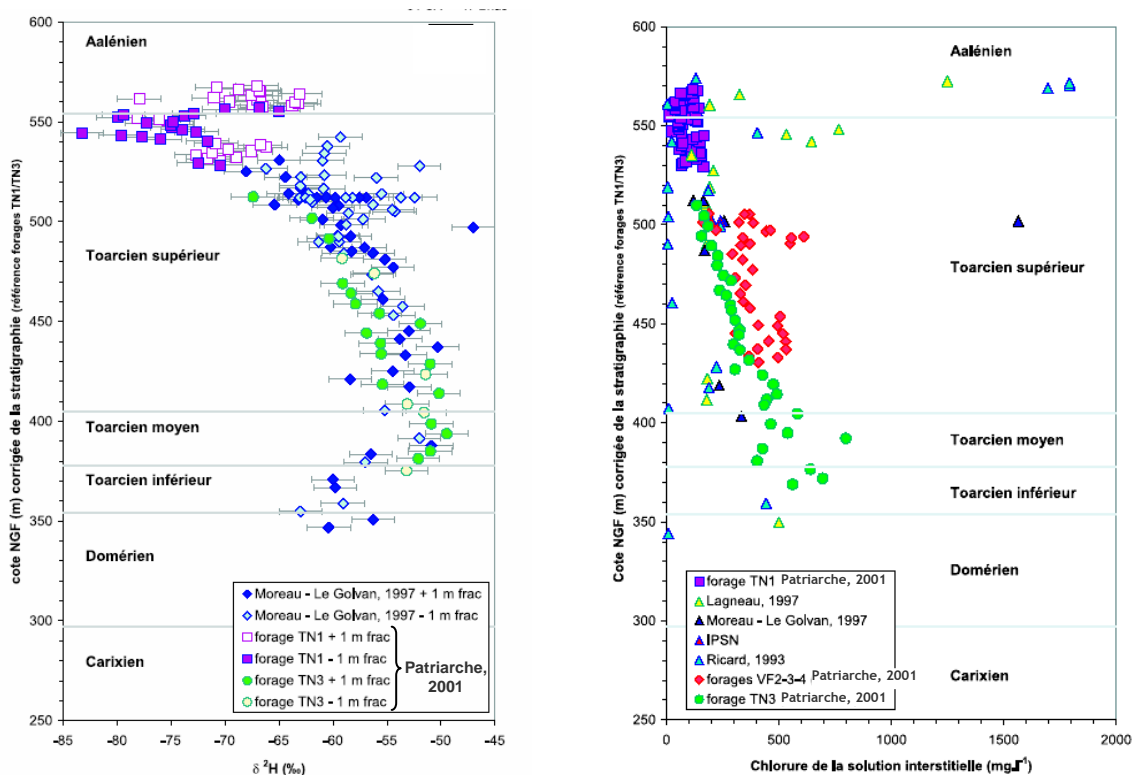 600
550
500
450
400
350
300
250
cote NGF (m) corrigée de la stratigraphie (référence forages TN1/TN3)
Aalénien
Toarcien supérieur
Toarcien moyen
Toarcien inférieur
Domérien
Carixien
Moreau - Le Golvan, 1997 + 1 m frac
Moreau - Le Golvan, 1997 - 1 m frac
forage TN1 + 1 m frac
forage TN1 - 1 m frac
forage TN3 + 1 m frac
forage TN3 - 1 m frac
Patriarche,
2001
-85 -80 -75 -70 -65 -60 -55 -50 -45
δ ²H (‰)
600
550
500
450
400
350
300
250
Cote NGF (m) corrigée de la stratigraphie (référence forages TN1/TN3)
Aalénien
Toarcien supérieur
Toarcien moyen
Toarcien inférieur
Domérien
Carixien
forage TN1 Patriarche, 2001
Lagneau, 1997
Moreau - Le Golvan, 1997
IPSN
Ricard, 1993
forages VF2-3-4 Patriarche, 2001
forage TN3 Patriarche, 2001
0 500 1000 1500 2000
Chlorure de la solution interstitielle (mg.l⁻¹)